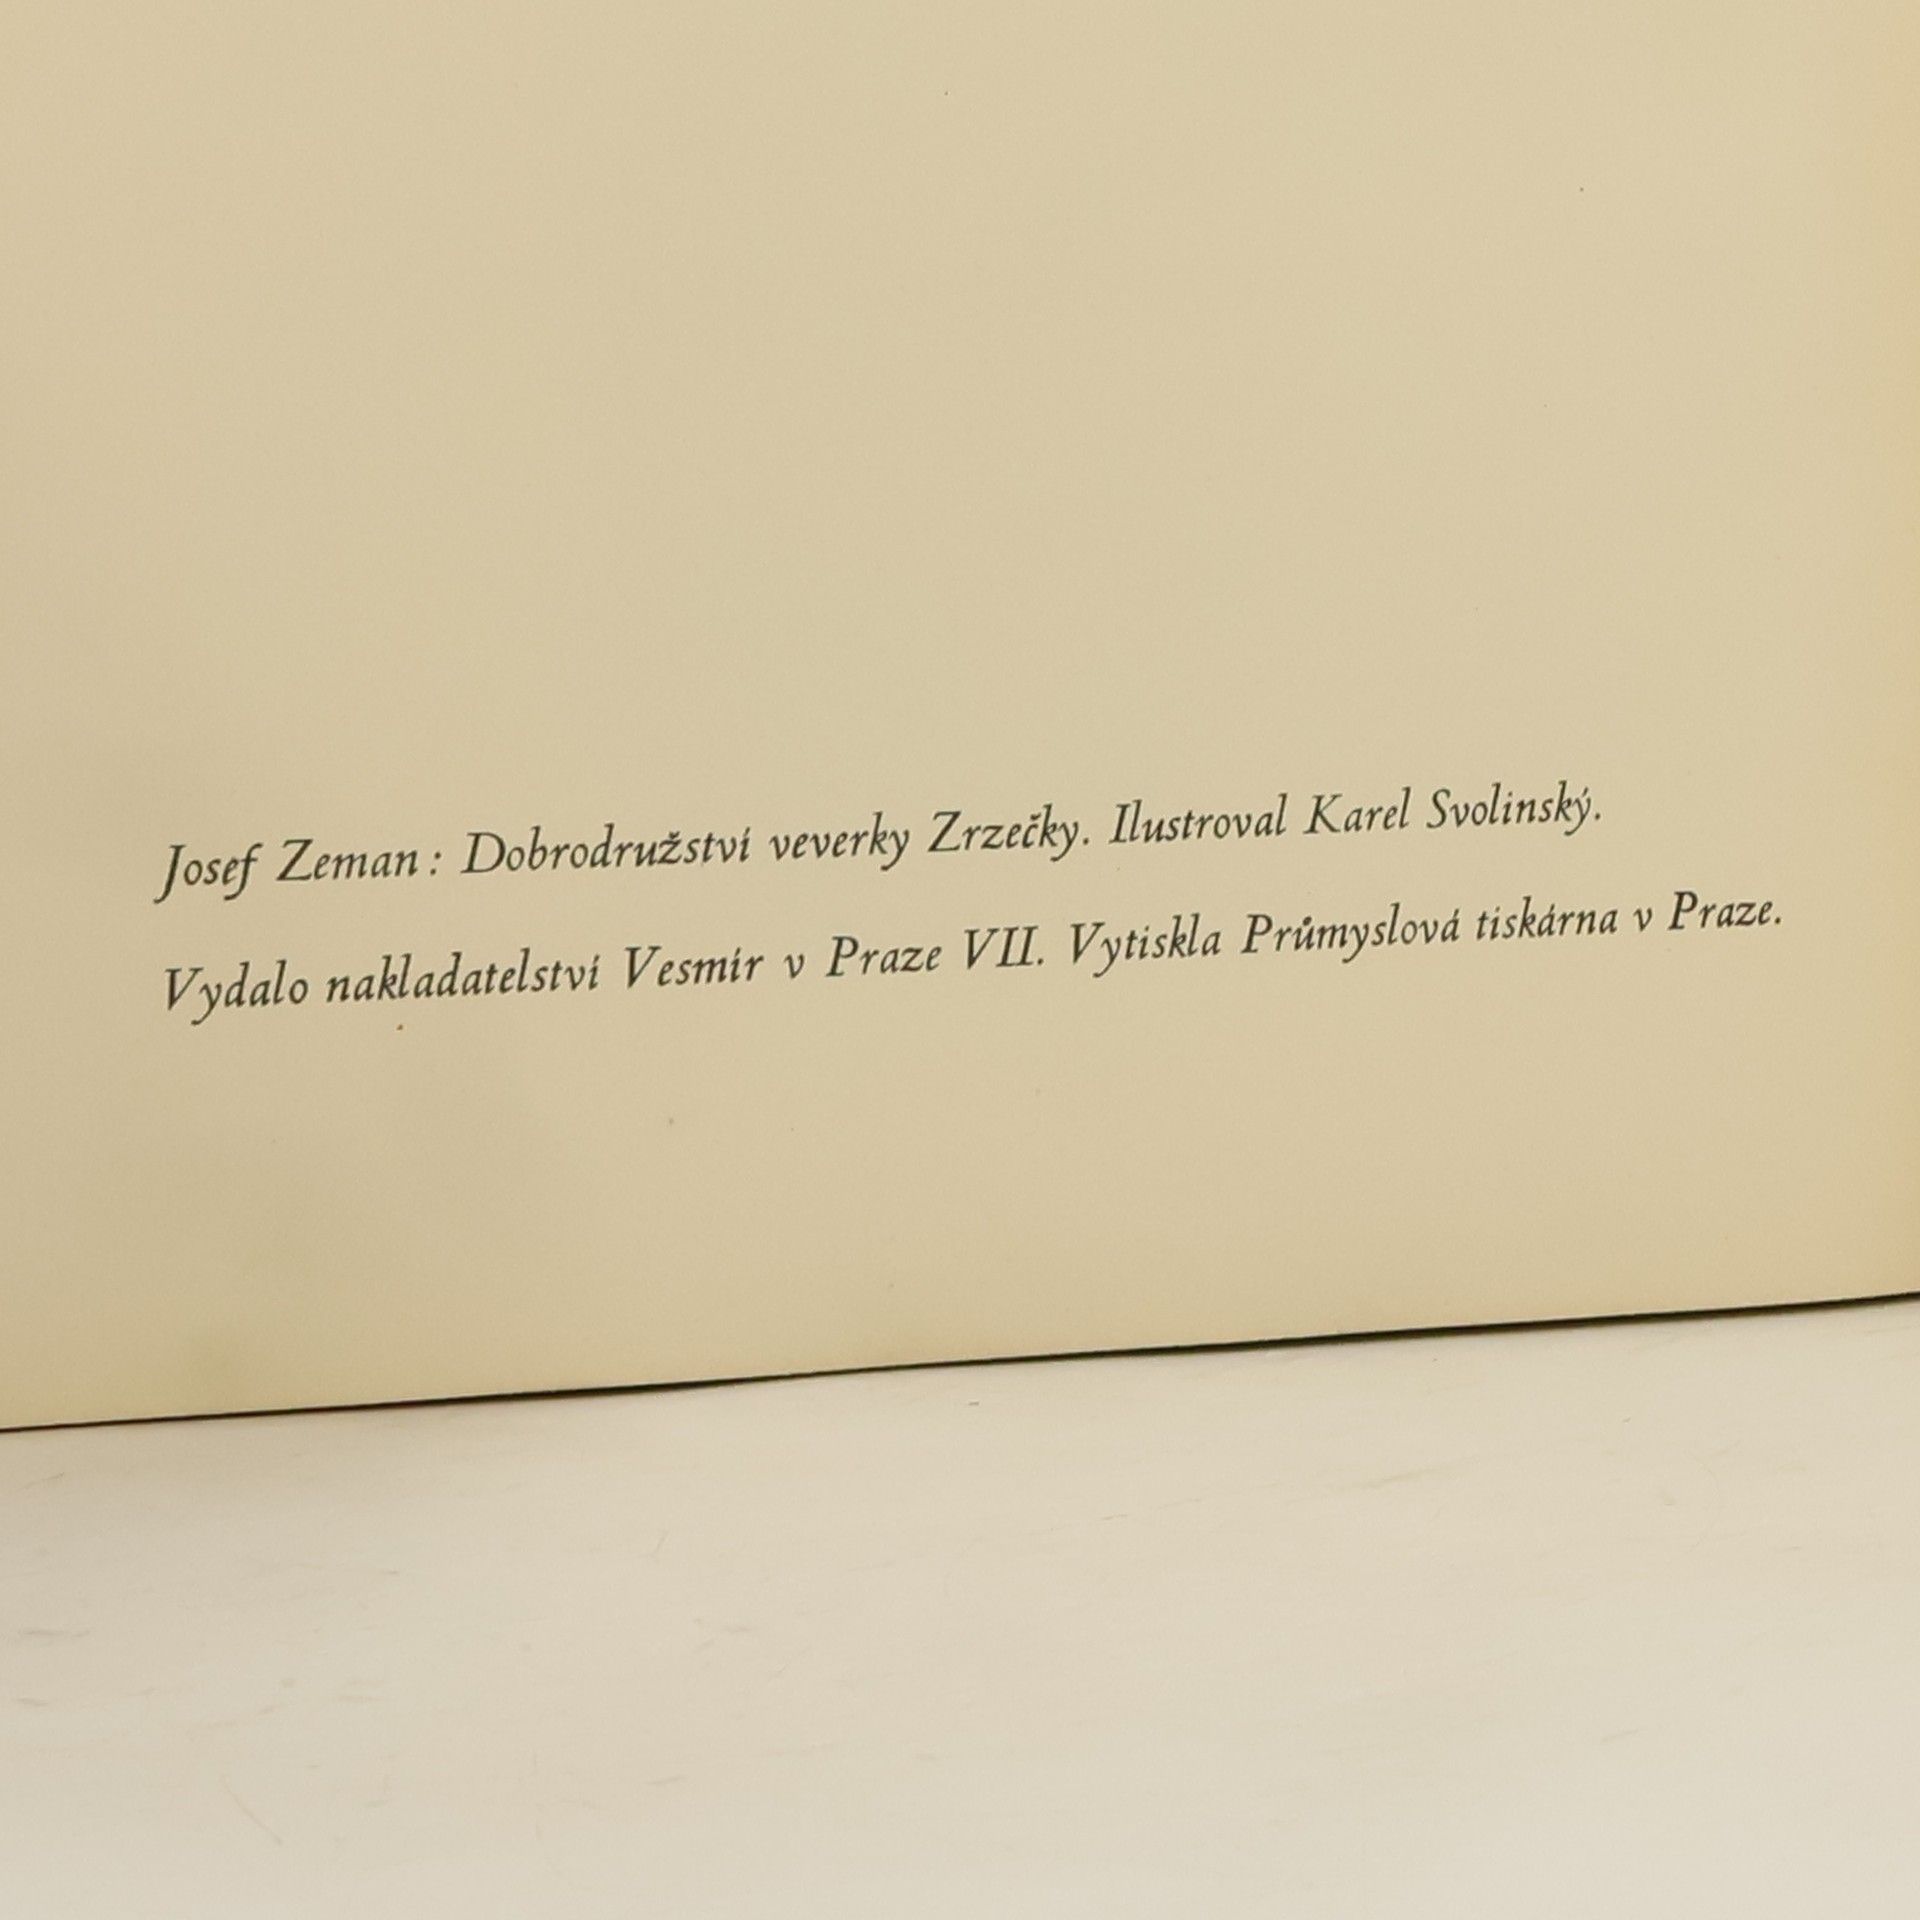 Josef Zeman: Dobrodružství veverky Zrzečky. Ilustroval Karel Svolinský.
Vydalo nakladatelství Vesmír v Praze VII. Vytiskla Průmyslová tiskárna v Praze.